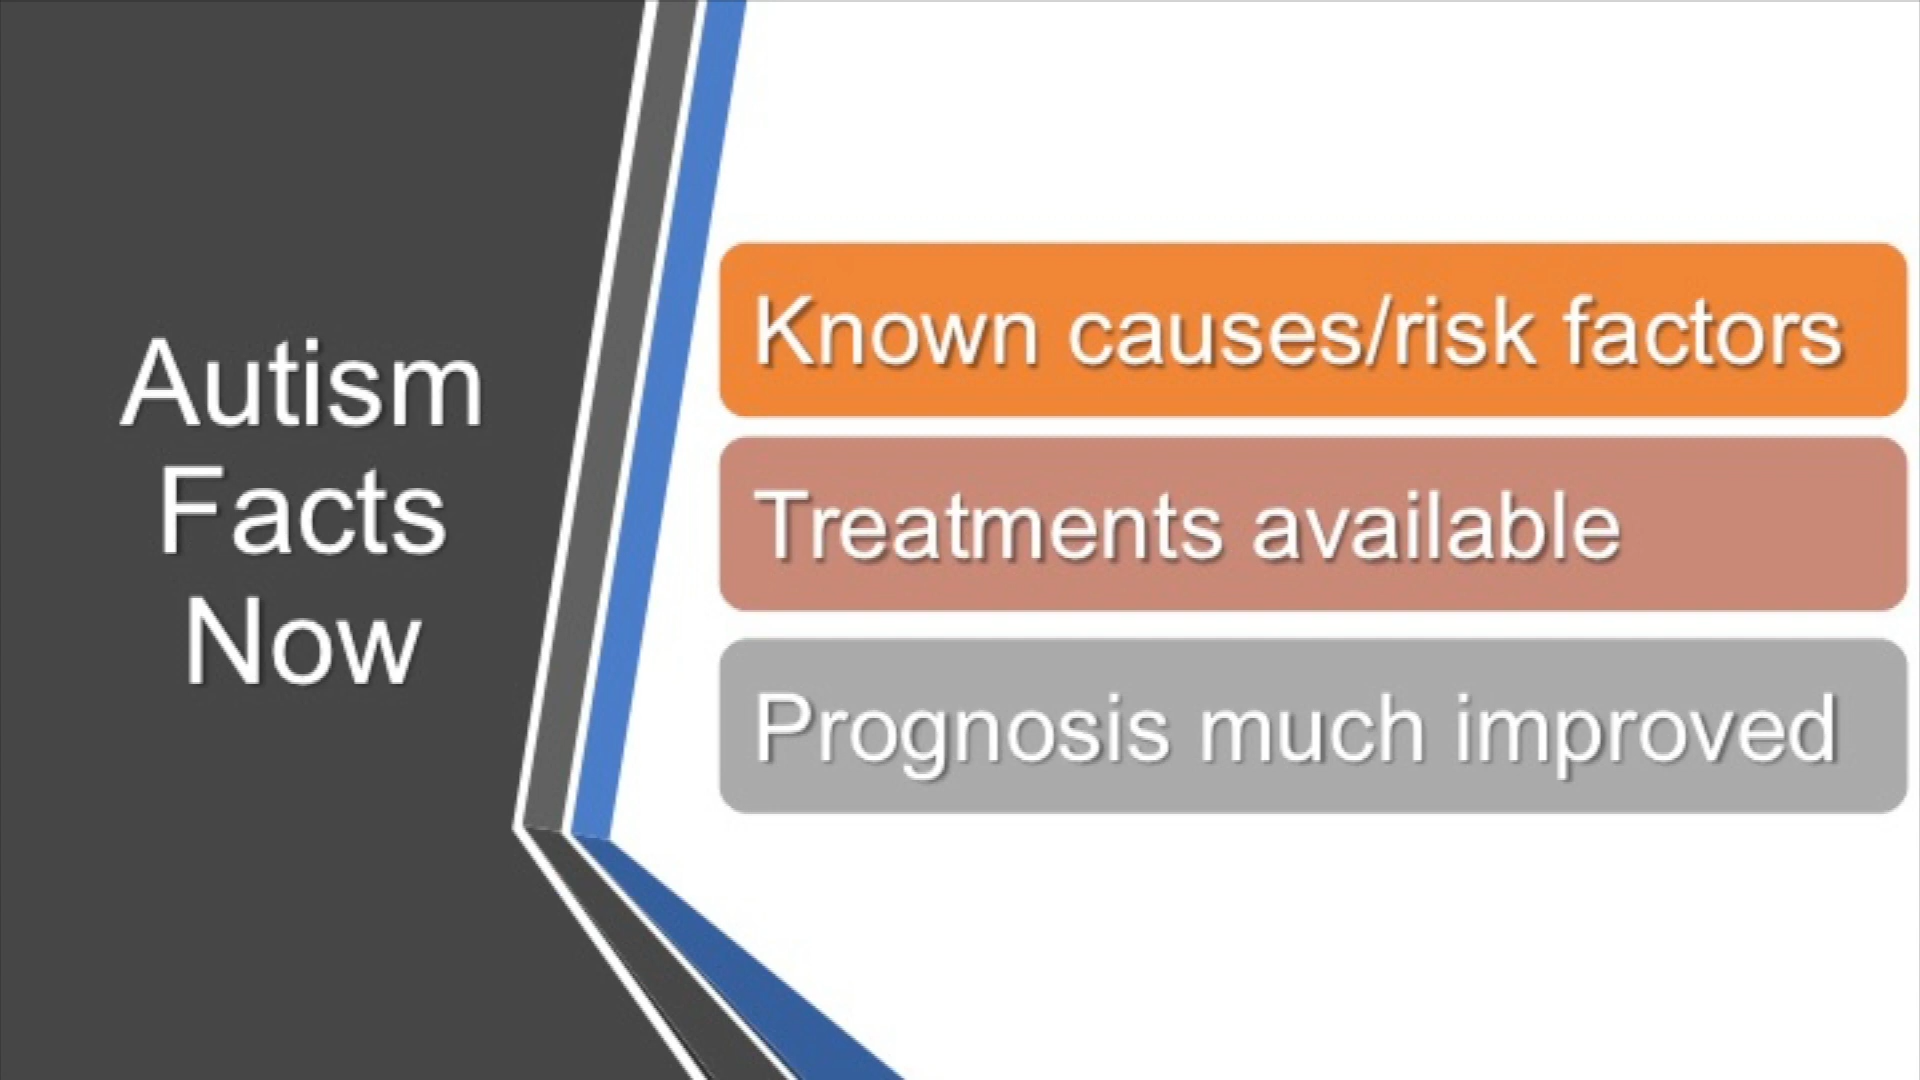 Autism
Facts
Now
Known causes/risk factors
Treatments available
Prognosis much improved